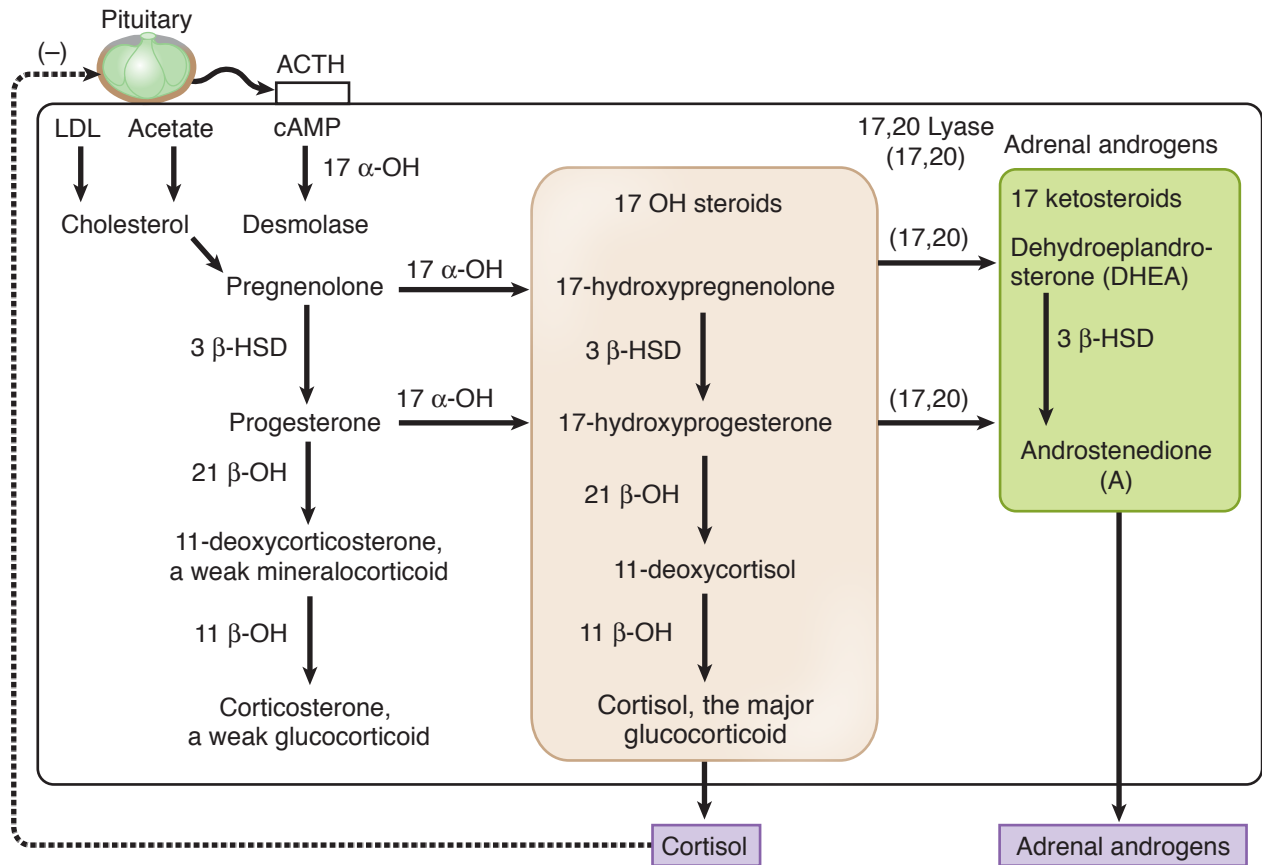 Pituitary
(–)
ACTH
LDL
Acetate
cAMP
17 α-OH
Cholesterol
Desmolase
17,20 Lyase
(17,20)
Adrenal androgens
17 OH steroids
17 ketosteroids
(17,20)
Dehydroeplandro-
sterone (DHEA)
Pregnenolone
17 α-OH
17-hydroxypregnenolone
3 β-HSD
3 β-HSD
3 β-HSD
Progesterone
17 α-OH
17-hydroxyprogesterone
(17,20)
Androstenedione
(A)
21 β-OH
21 β-OH
11-deoxycorticosterone,
a weak mineralocorticoid
11-deoxycortisol
11 β-OH
11 β-OH
Corticosterone,
a weak glucocorticoid
Cortisol, the major
glucocorticoid
Cortisol
Adrenal androgens